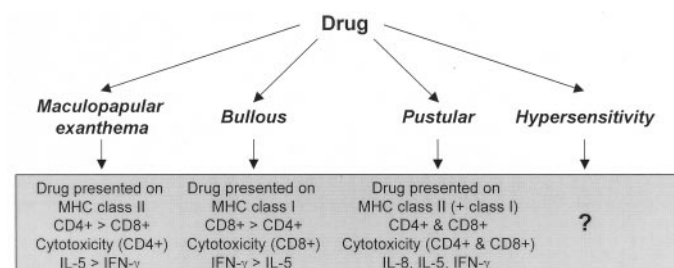 Drug
Maculopapular
exanthema
Bullous
Pustular
Hypersensitivity
Drug presented on
MHC class II
CD4+ > CD8+
Cytotoxicity (CD4+)
IL-5 > IFN-γ
Drug presented on
MHC class I
CD8+ > CD4+
Cytotoxicity (CD8+)
IFN-γ > IL-5
Drug presented on
MHC class II (+ class I)
CD4+ & CD8+
Cytotoxicity (CD4+ & CD8+)
IL-8, IL-5, IFN-γ
?